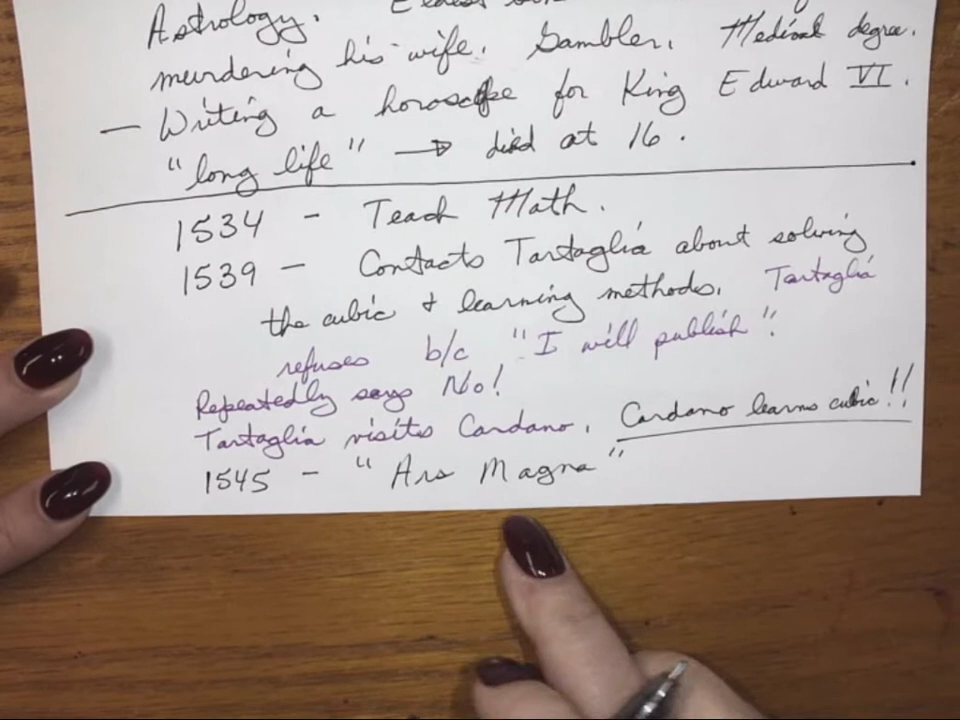 Astrology. Eldest
murdering his wife. Gambler. Medical degree.
— Writing a horoscope for King Edward VI.
"long life" → died at 16.
1534 - Teach Math.
1539 - Contacts Tartaglia about solving
the cubic & learning methods. Tartaglia
refuses b/c "I will publish".
Repeatedly says No!
Tartaglia visits Cardano. Cardano learns cubic!!
1545 - "Ars Magna"